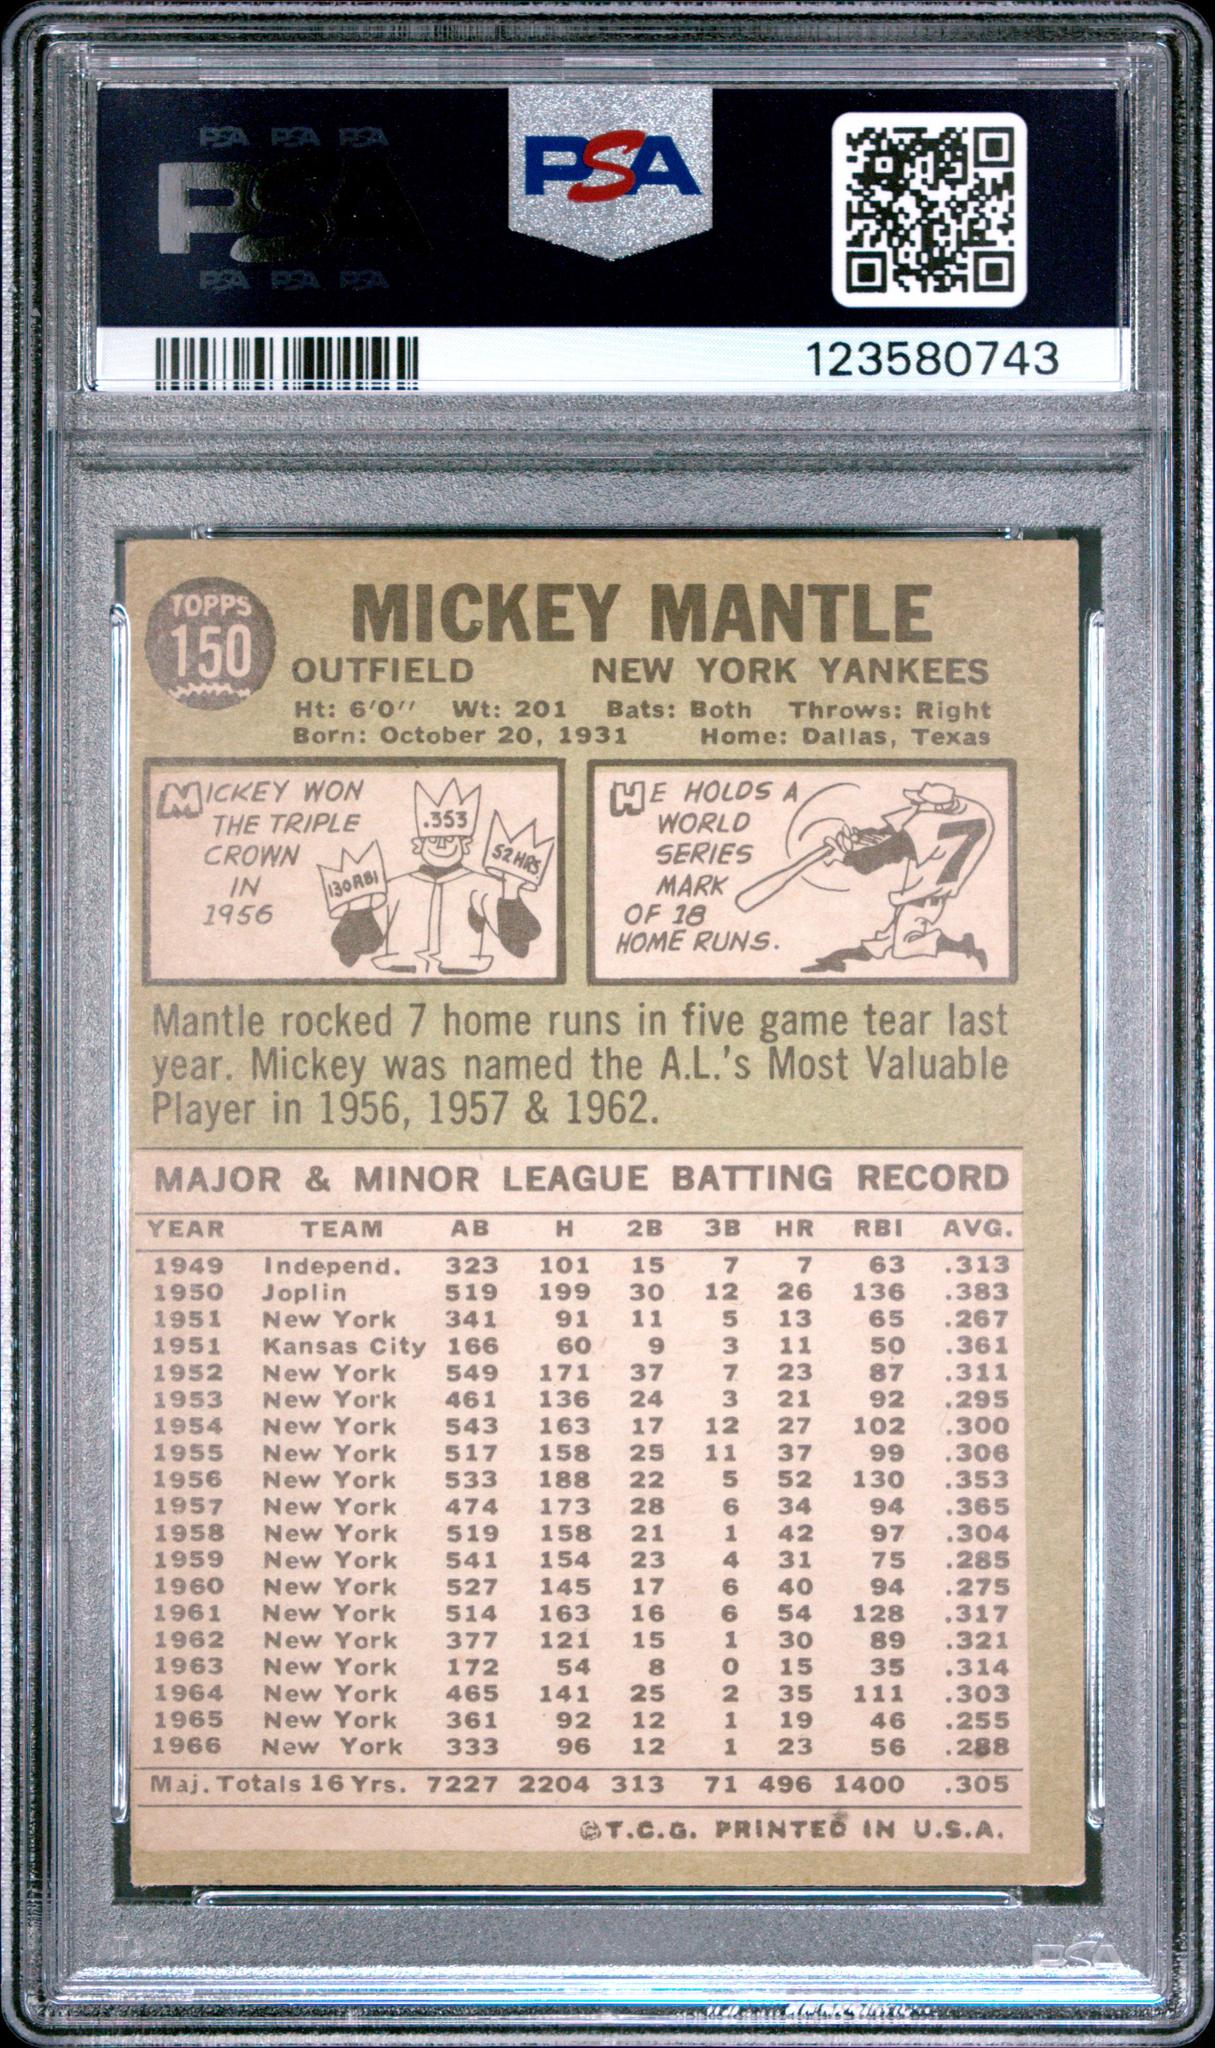 PSA PSA PSA
PSA
PSA PSA PSA
PSA
123580743
TOPPS
150
MICKEY MANTLE
OUTFIELD NEW YORK YANKEES
Ht: 6'0" Wt: 201 Bats: Both Throws: Right
Born: October 20, 1931 Home: Dallas, Texas
MICKEY WON
THE TRIPLE
CROWN
IN
1956
130 RBI
.353
52 HRS.
HE HOLDS A
WORLD
SERIES
MARK
OF 18
HOME RUNS.
7
Mantle rocked 7 home runs in five game tear last
year. Mickey was named the A.L.'s Most Valuable
Player in 1956, 1957 & 1962.
MAJOR & MINOR LEAGUE BATTING RECORD
YEAR TEAM AB H 2B 3B HR RBI AVG.
1949 Independ. 323 101 15 7 7 63 .313
1950 Joplin 519 199 30 12 26 136 .383
1951 New York 341 91 11 5 13 65 .267
1951 Kansas City 166 60 9 3 11 50 .361
1952 New York 549 171 37 7 23 87 .311
1953 New York 461 136 24 3 21 92 .295
1954 New York 543 163 17 12 27 102 .300
1955 New York 517 158 25 11 37 99 .306
1956 New York 533 188 22 5 52 130 .353
1957 New York 474 173 28 6 34 94 .365
1958 New York 519 158 21 1 42 97 .304
1959 New York 541 154 23 4 31 75 .285
1960 New York 527 145 17 6 40 94 .275
1961 New York 514 163 16 6 54 128 .317
1962 New York 377 121 15 1 30 89 .321
1963 New York 172 54 8 0 15 35 .314
1964 New York 465 141 25 2 35 111 .303
1965 New York 361 92 12 1 19 46 .255
1966 New York 333 96 12 1 23 56 .288
Maj. Totals 16 Yrs. 7227 2204 313 71 496 1400 .305
©T.C.G. PRINTED IN U.S.A.
PSA